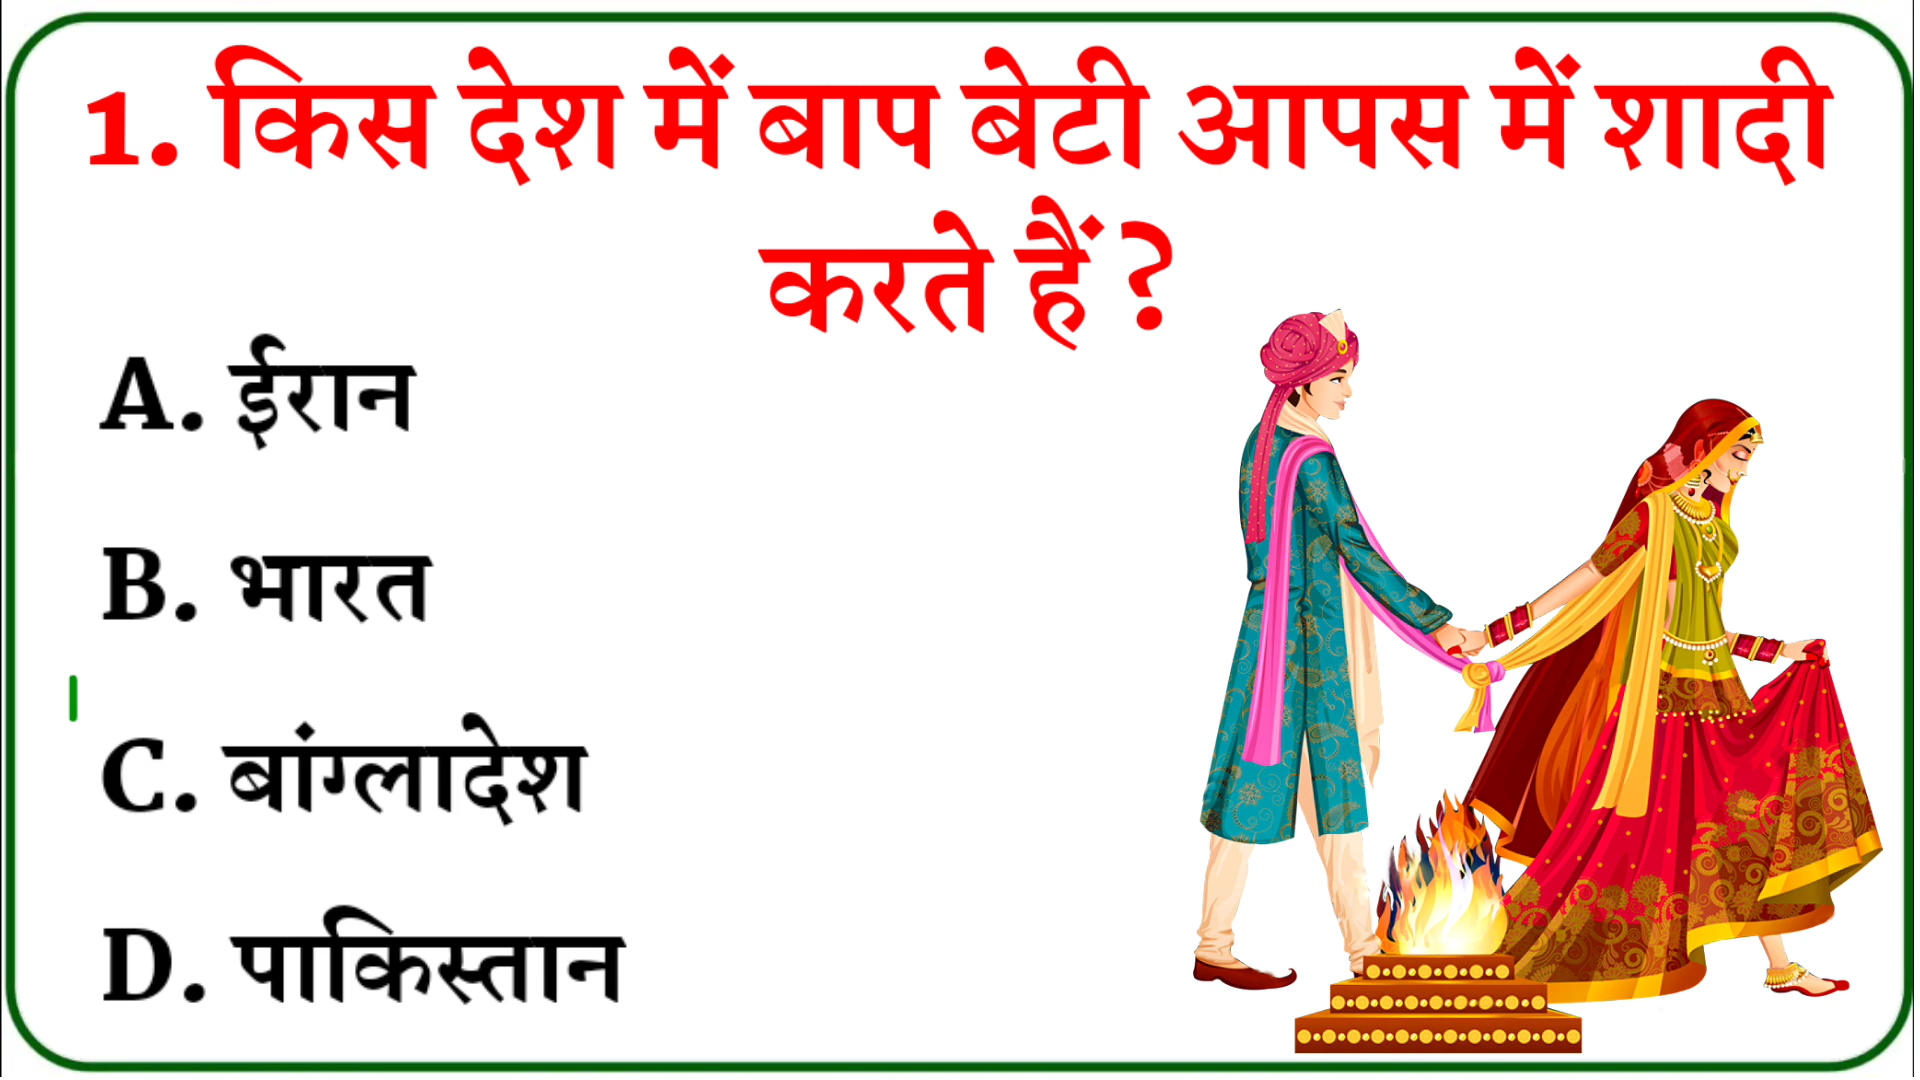 1. किस देश में बाप बेटी आपस में शादी
करते हैं ?
A. ईरान
B. भारत
C. बांग्लादेश
D. पाकिस्तान